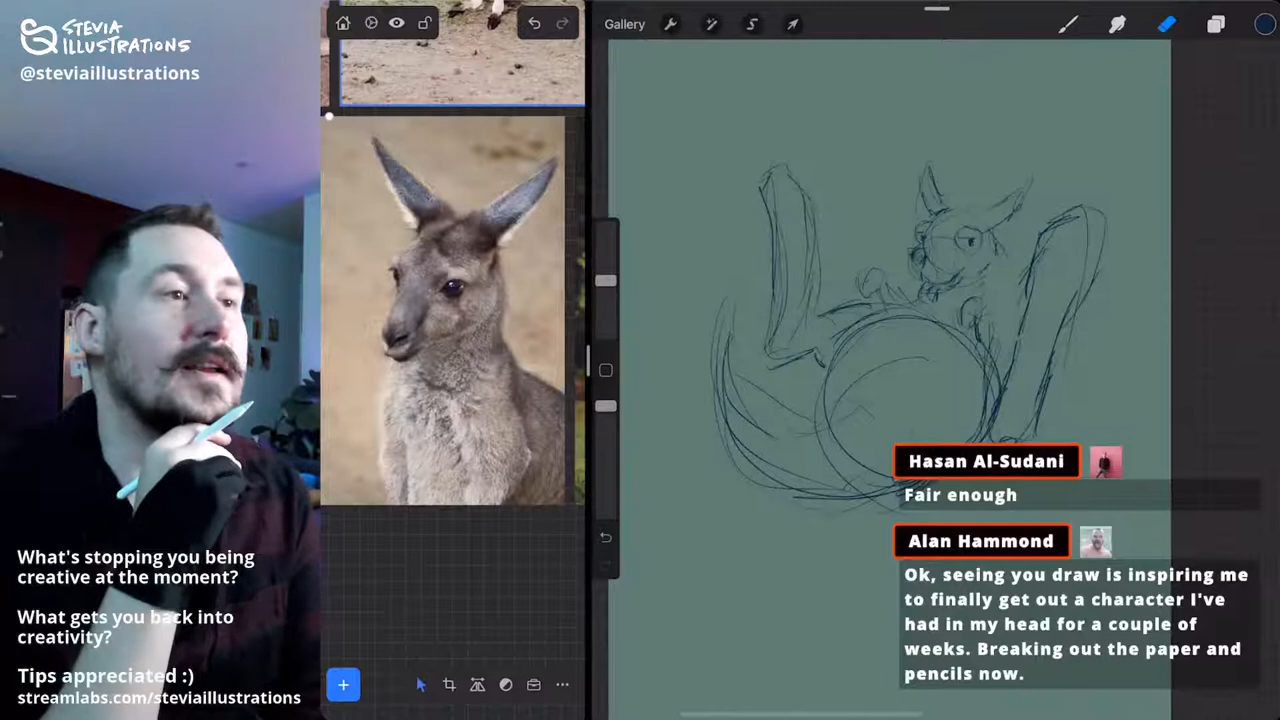 STEVIA
ILLUSTRATIONS
@steviaillustrations
Gallery
What's stopping you being
creative at the moment?
What gets you back into
creativity?
Tips appreciated :)
streamlabs.com/steviaillustrations
Hasan Al-Sudani
Fair enough
Alan Hammond
Ok, seeing you draw is inspiring me
to finally get out a character I've
had in my head for a couple of
weeks. Breaking out the paper and
pencils now.